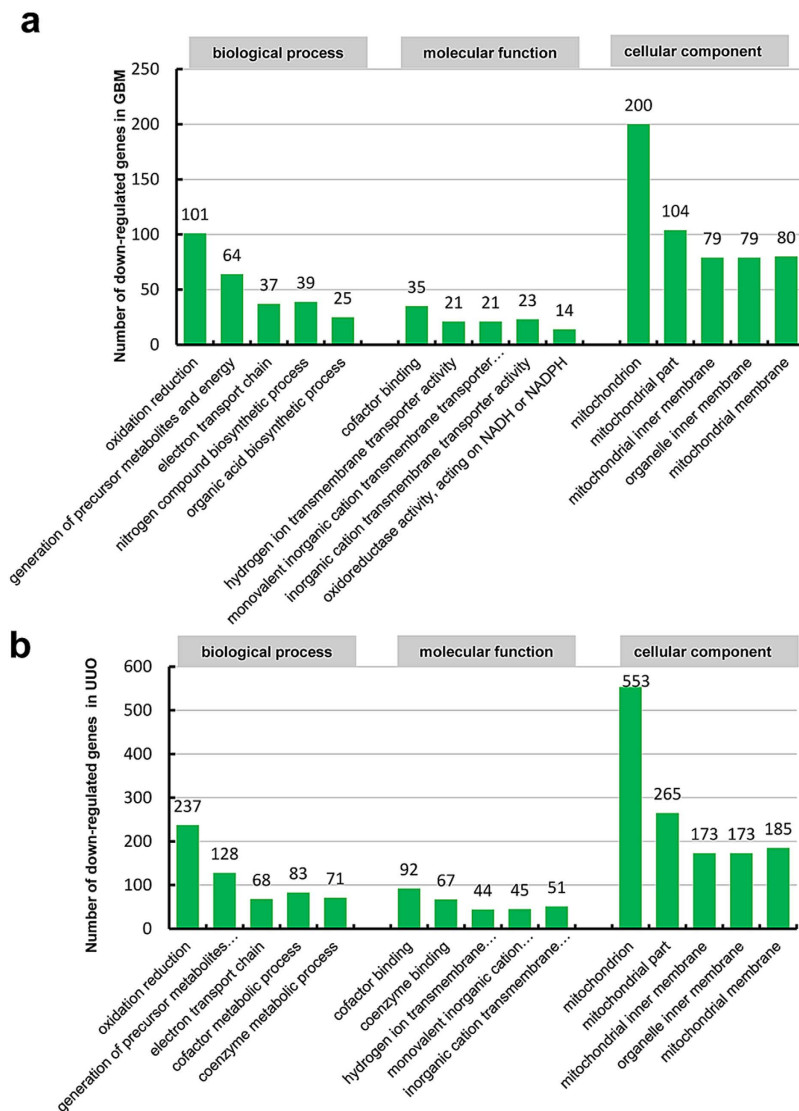 a
biological process
molecular function
cellular component
Number of down-regulated genes in GBM
250
200
150
100
50
0
101
64
37
39
25
35
21
21
23
14
200
104
79
79
80
oxidation reduction
generation of precursor metabolites and energy
electron transport chain
nitrogen compound biosynthetic process
organic acid biosynthetic process
cofactor binding
hydrogen ion transmembrane transporter activity
monovalent inorganic cation transmembrane transporter…
inorganic cation transmembrane transporter activity
oxidoreductase activity, acting on NADH or NADPH
mitochondrion
mitochondrial part
mitochondrial inner membrane
organelle inner membrane
mitochondrial membrane
b
biological process
molecular function
cellular component
Number of down-regulated genes in UUO
600
500
400
300
200
100
0
237
128
68
83
71
92
67
44
45
51
553
265
173
173
185
oxidation reduction
generation of precursor metabolites…
electron transport chain
cofactor metabolic process
coenzyme metabolic process
cofactor binding
coenzyme binding
hydrogen ion transmembrane…
monovalent inorganic cation…
inorganic cation transmembrane…
mitochondrion
mitochondrial part
mitochondrial inner membrane
organelle inner membrane
mitochondrial membrane